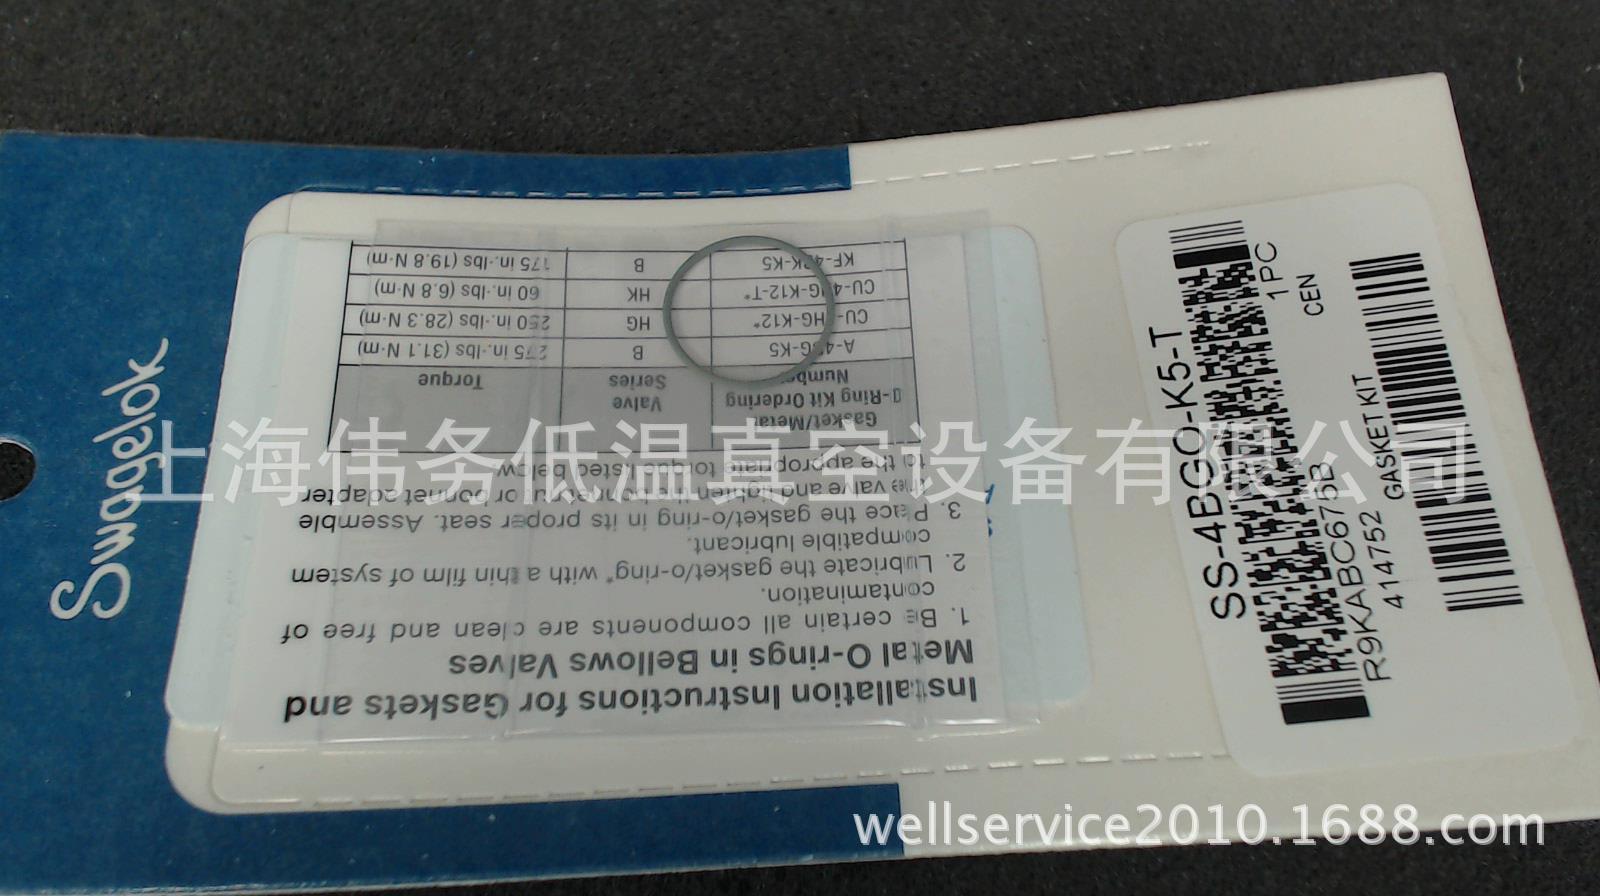 Swagelok
Installation Instructions for Gaskets and
Metal O-rings in Bellows Valves
1. Be certain all components are clean and free of
contamination.
2. Lubricate the gasket/o-ring* with a thin film of system
compatible lubricant.
3. Place the gasket/o-ring in its proper seat. Assemble
the valve and tighten the bonnet nut or bonnet adapter
to the appropriate torque listed below.
Gasket/Metal Valve Torque
O-Ring Kit Ordering Series
Number
A-4BG-K5 B 275 in.-lbs (31.1 N·m)
HG-K12* HG 250 in.-lbs (28.3 N·m)
K12-T* HK 60 in.-lbs (6.8 N·m)
K5 B 175 in.-lbs (19.8 N·m)
SS-4BGO-K5-T
1PC
CEN
R9KABC675B
414752 GASKET KIT
上海伟务低温真空设备有限公司
wellservice2010.1688.com